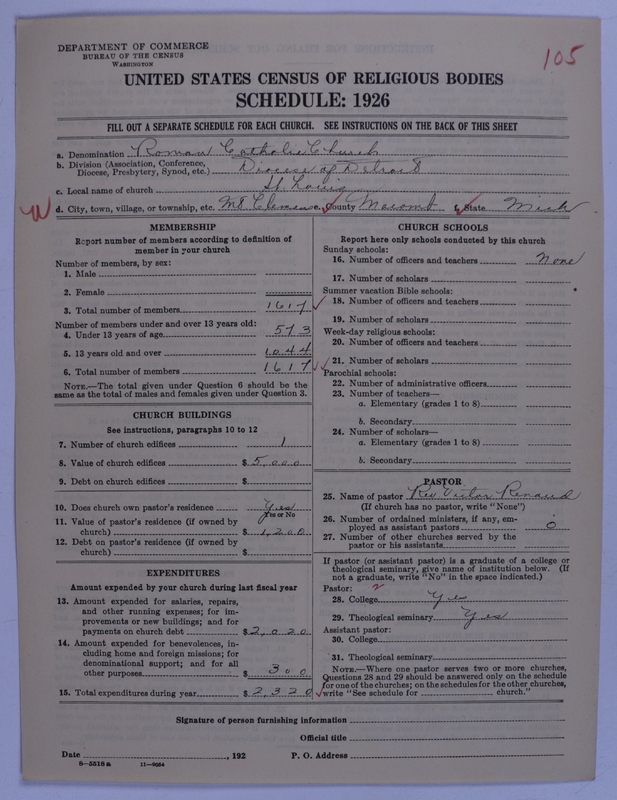 DEPARTMENT OF COMMERCE
BUREAU OF THE CENSUS
WASHINGTON
105
UNITED STATES CENSUS OF RELIGIOUS BODIES
SCHEDULE: 1926
FILL OUT A SEPARATE SCHEDULE FOR EACH CHURCH. SEE INSTRUCTIONS ON THE BACK OF THIS SHEET
a. Denomination Roman Catholic Church
b. Division (Association, Conference, Diocese, Presbytery, Synod, etc.) Diocese of Detroit
c. Local name of church St Louis
d. City, town, village, or township, etc. Mt Clemens e. County Macomb f. State Mich
MEMBERSHIP
Report number of members according to definition of
member in your church
Number of members, by sex:
1. Male
2. Female
3. Total number of members 1617
Number of members under and over 13 years old:
4. Under 13 years of age 573
5. 13 years old and over 1044
6. Total number of members 1617
NOTE.—The total given under Question 6 should be the
same as the total of males and females given under Question 3.
CHURCH BUILDINGS
See instructions, paragraphs 10 to 12
7. Number of church edifices 1
8. Value of church edifices $ 5,000
9. Debt on church edifices $
10. Does church own pastor's residence Yes
Yes or No
11. Value of pastor's residence (if owned by
church) $ 1,200
12. Debt on pastor's residence (if owned by
church) $
EXPENDITURES
Amount expended by your church during last fiscal year
13. Amount expended for salaries, repairs,
and other running expenses; for im-
provements or new buildings; and for
payments on church debt $ 2,020
14. Amount expended for benevolences, in-
cluding home and foreign missions; for
denominational support; and for all
other purposes $ 300
15. Total expenditures during year $ 2,320
CHURCH SCHOOLS
Report here only schools conducted by this church
Sunday schools:
16. Number of officers and teachers None
17. Number of scholars
Summer vacation Bible schools:
18. Number of officers and teachers
19. Number of scholars
Week-day religious schools:
20. Number of officers and teachers
21. Number of scholars
Parochial schools:
22. Number of administrative officers
23. Number of teachers—
a. Elementary (grades 1 to 8)
b. Secondary
24. Number of scholars—
a. Elementary (grades 1 to 8)
b. Secondary
PASTOR
25. Name of pastor Rev Victor Renaud
(If church has no pastor, write "None")
26. Number of ordained ministers, if any, em-
ployed as assistant pastors 0
27. Number of other churches served by the
pastor or his assistants
If pastor (or assistant pastor) is a graduate of a college or
theological seminary, give name of institution below. (If
not a graduate, write "No" in the space indicated.)
Pastor:
28. College Yes
29. Theological seminary Yes
Assistant pastor:
30. College
31. Theological seminary
NOTE.—Where one pastor serves two or more churches,
Questions 28 and 29 should be answered only on the schedule
for one of the churches; on the schedules for the other churches,
write "See schedule for church."
Signature of person furnishing information
Official title
Date , 192 P. O. Address
8—5518a 11—9054